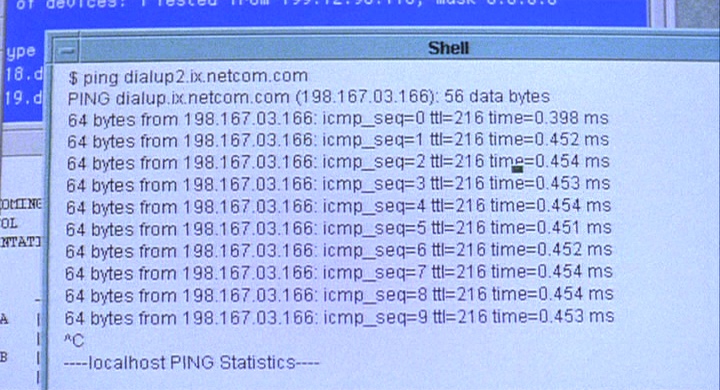 of devices: 1 Tested from 199.12.98.110, mask 0.0.0.0
ype
18.d
19.d
Shell
$ ping dialup2.ix.netcom.com
PING dialup.ix.netcom.com (198.167.03.166): 56 data bytes
64 bytes from 198.167.03.166: icmp_seq=0 ttl=216 time=0.398 ms
64 bytes from 198.167.03.166: icmp_seq=1 ttl=216 time=0.452 ms
64 bytes from 198.167.03.166: icmp_seq=2 ttl=216 time=0.454 ms
64 bytes from 198.167.03.166: icmp_seq=3 ttl=216 time=0.453 ms
64 bytes from 198.167.03.166: icmp_seq=4 ttl=216 time=0.454 ms
64 bytes from 198.167.03.166: icmp_seq=5 ttl=216 time=0.451 ms
64 bytes from 198.167.03.166: icmp_seq=6 ttl=216 time=0.452 ms
64 bytes from 198.167.03.166: icmp_seq=7 ttl=216 time=0.454 ms
64 bytes from 198.167.03.166: icmp_seq=8 ttl=216 time=0.454 ms
64 bytes from 198.167.03.166: icmp_seq=9 ttl=216 time=0.453 ms
^C
----localhost PING Statistics----
OMING
OL
NTATI
A |
B |